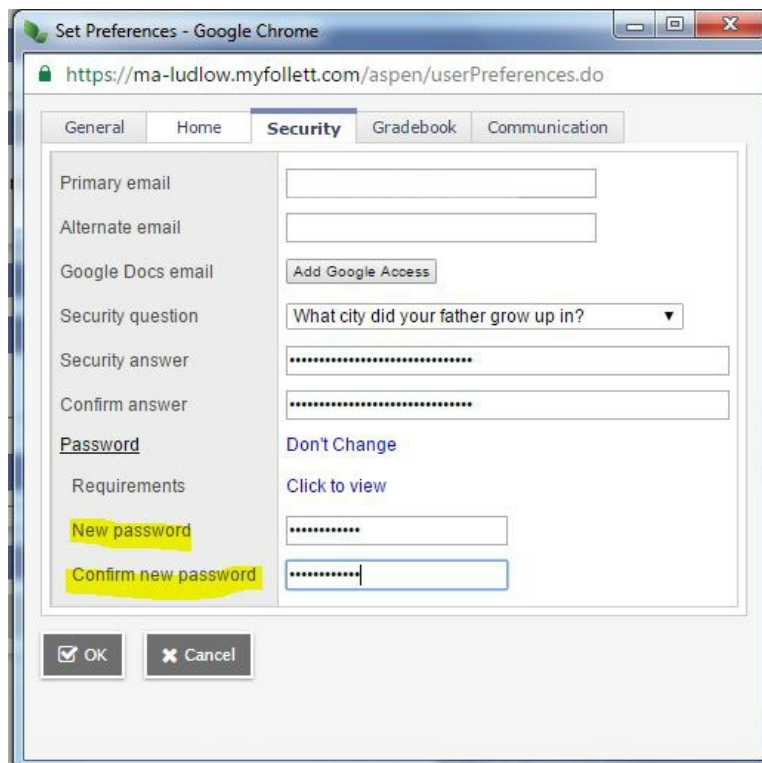 Set Preferences - Google Chrome
https://ma-ludlow.myfollett.com/aspen/userPreferences.do
General Home Security Gradebook Communication
Primary email
Alternate email
Google Docs email Add Google Access
Security question What city did your father grow up in?
Security answer ••••••••••••••••••••••••••••••••
Confirm answer ••••••••••••••••••••••••••••••••
Password Don't Change
Requirements Click to view
New password ••••••••••••
Confirm new password ••••••••••••
OK Cancel